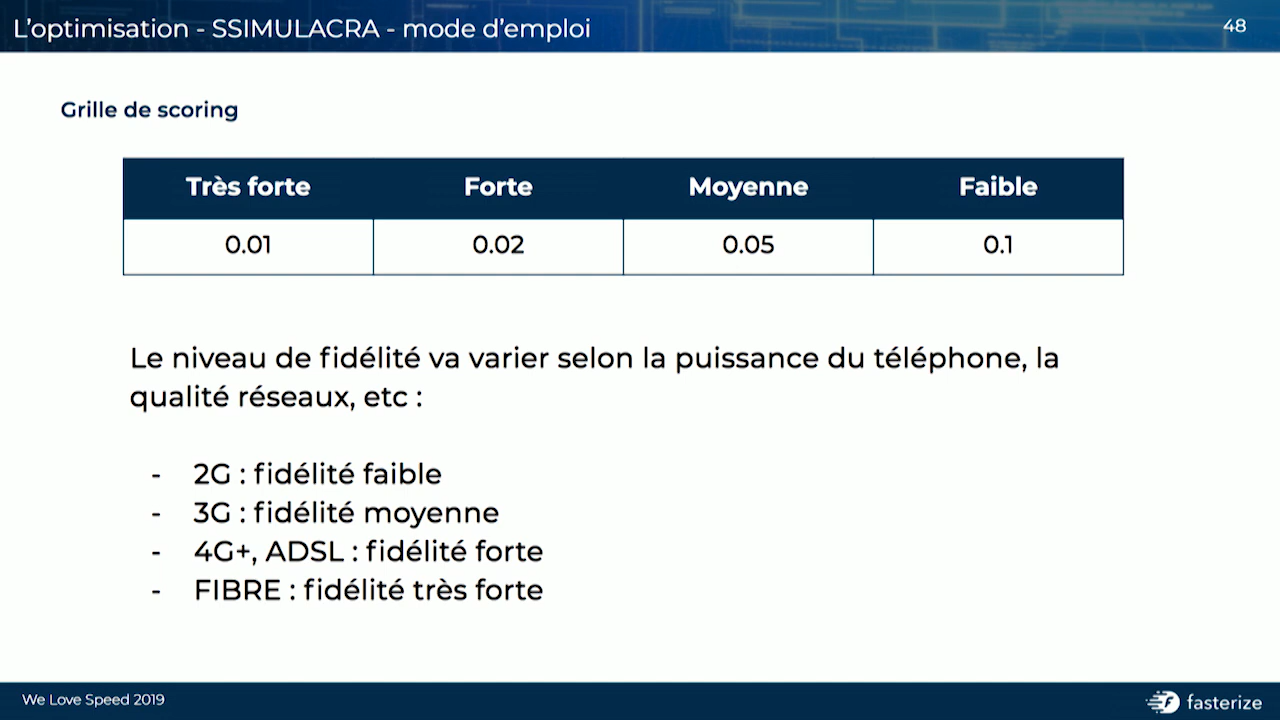 L'optimisation - SSIMULACRA - mode d'emploi
48
Grille de scoring
Très forte Forte Moyenne Faible
0.01 0.02 0.05 0.1
Le niveau de fidélité va varier selon la puissance du téléphone, la
qualité réseaux, etc :
- 2G : fidélité faible
- 3G : fidélité moyenne
- 4G+, ADSL : fidélité forte
- FIBRE : fidélité très forte
We Love Speed 2019
fasterize